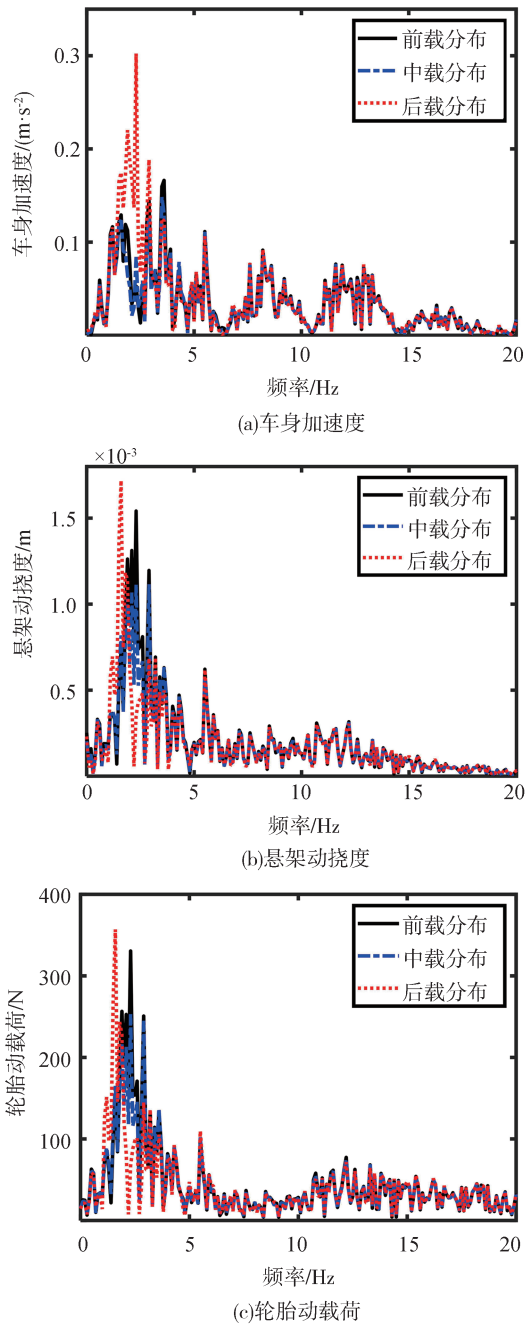 0.3
0.2
0.1
车身加速度/(m·s⁻²)
前载分布
中载分布
后载分布
0 5 10 15 20
频率/Hz
(a)车身加速度
×10⁻³
1.5
1.0
0.5
悬架动挠度/m
前载分布
中载分布
后载分布
0 5 10 15 20
频率/Hz
(b)悬架动挠度
400
300
200
100
轮胎动载荷/N
前载分布
中载分布
后载分布
0 5 10 15 20
频率/Hz
(c)轮胎动载荷